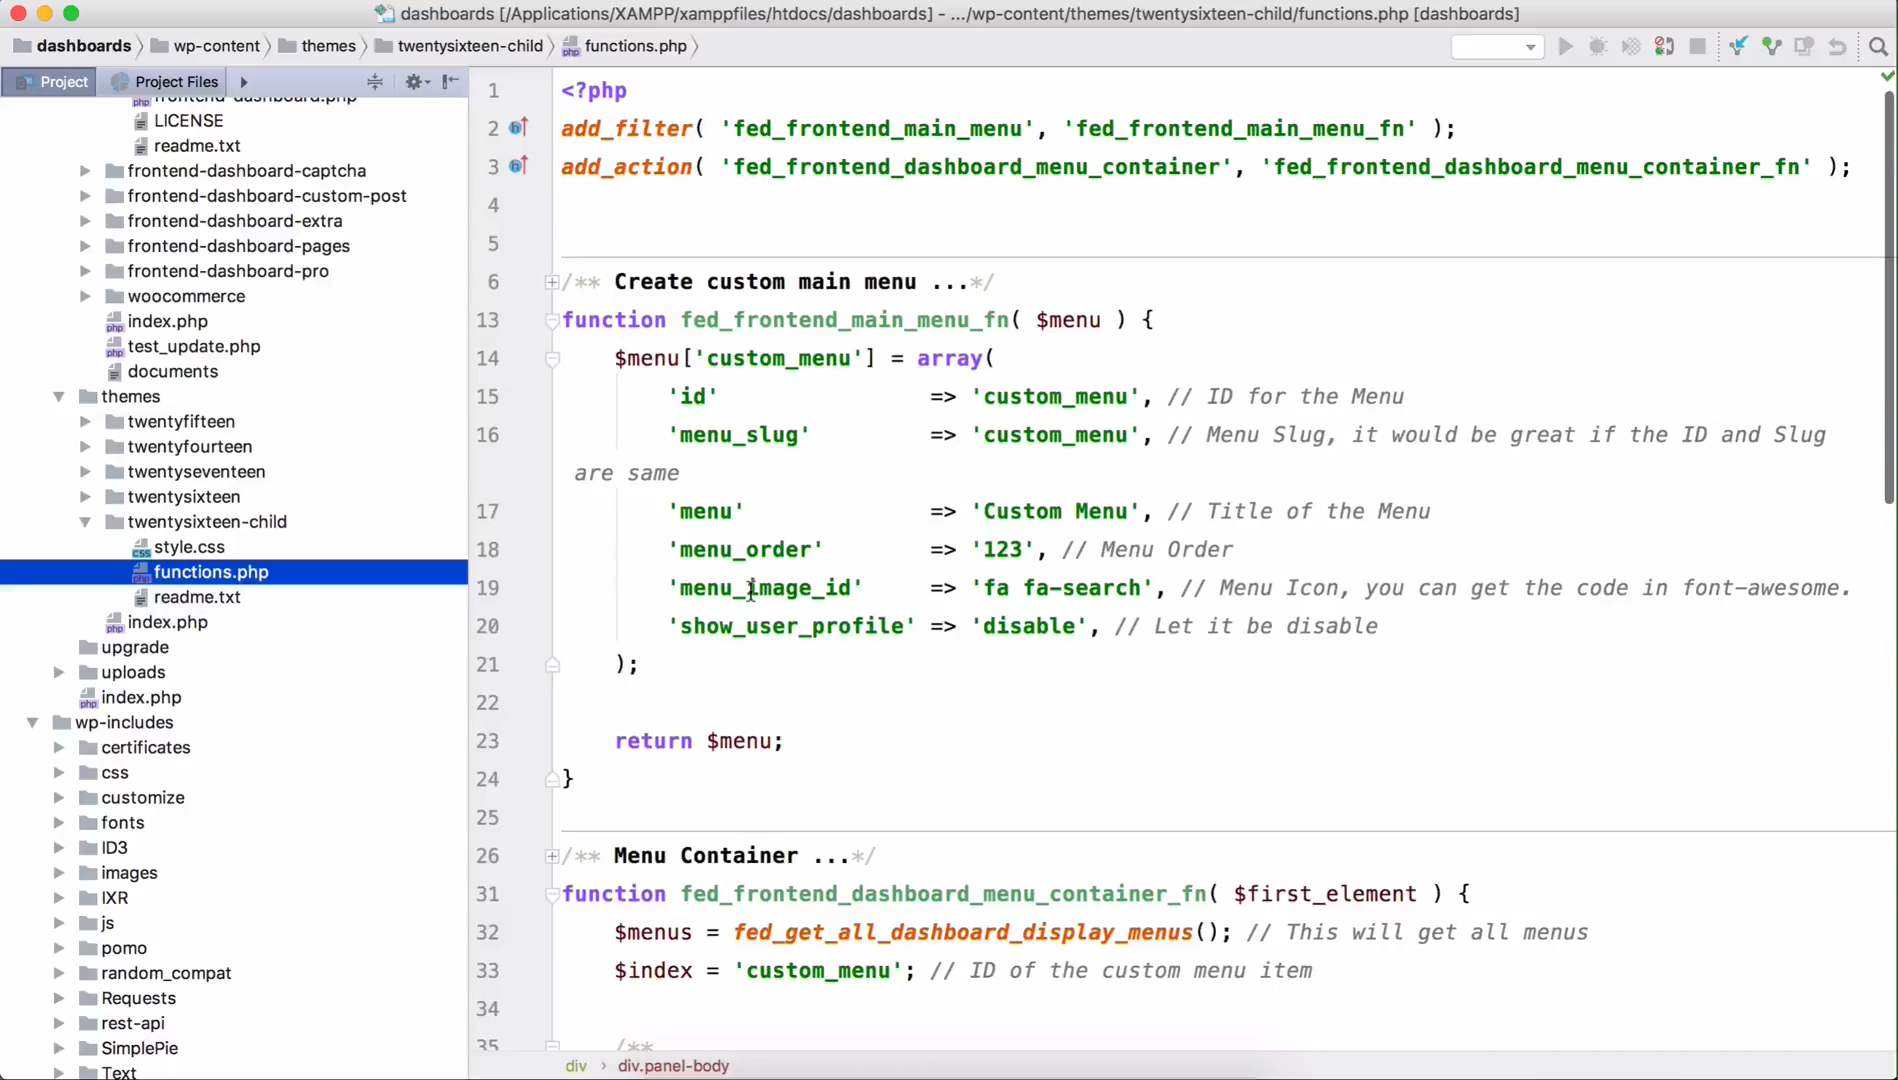 dashboards [/Applications/XAMPP/xamppfiles/htdocs/dashboards] - .../wp-content/themes/twentysixteen-child/functions.php [dashboards]
dashboards wp-content themes twentysixteen-child functions.php
Project Project Files
frontend-dashboard.php
LICENSE
readme.txt
frontend-dashboard-captcha
frontend-dashboard-custom-post
frontend-dashboard-extra
frontend-dashboard-pages
frontend-dashboard-pro
woocommerce
index.php
test_update.php
documents
themes
twentyfifteen
twentyfourteen
twentyseventeen
twentysixteen
twentysixteen-child
style.css
functions.php
readme.txt
index.php
upgrade
uploads
index.php
wp-includes
certificates
css
customize
fonts
ID3
images
IXR
js
pomo
random_compat
Requests
rest-api
SimplePie
Text
1 <?php
2 add_filter( 'fed_frontend_main_menu', 'fed_frontend_main_menu_fn' );
3 add_action( 'fed_frontend_dashboard_menu_container', 'fed_frontend_dashboard_menu_container_fn' );
4
5
6 /** Create custom main menu ...*/
13 function fed_frontend_main_menu_fn( $menu ) {
14 $menu['custom_menu'] = array(
15 'id' => 'custom_menu', // ID for the Menu
16 'menu_slug' => 'custom_menu', // Menu Slug, it would be great if the ID and Slug
are same
17 'menu' => 'Custom Menu', // Title of the Menu
18 'menu_order' => '123', // Menu Order
19 'menu_image_id' => 'fa fa-search', // Menu Icon, you can get the code in font-awesome.
20 'show_user_profile' => 'disable', // Let it be disable
21 );
22
23 return $menu;
24 }
25
26 /** Menu Container ...*/
31 function fed_frontend_dashboard_menu_container_fn( $first_element ) {
32 $menus = fed_get_all_dashboard_display_menus(); // This will get all menus
33 $index = 'custom_menu'; // ID of the custom menu item
34
35 /**
div › div.panel-body